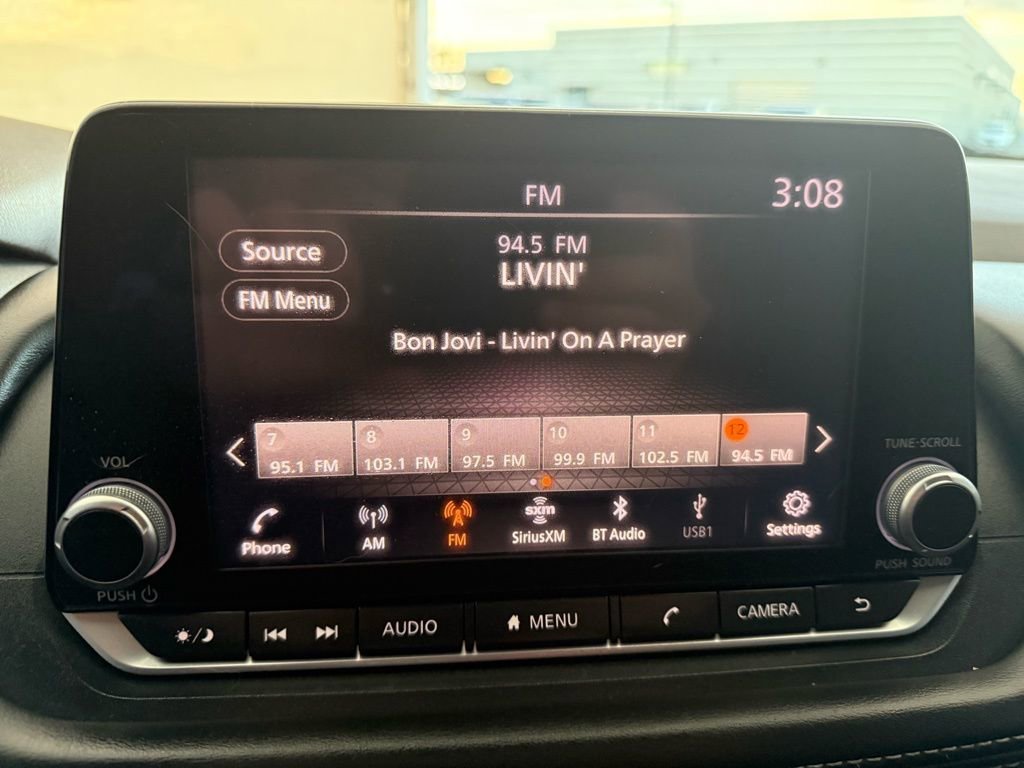 FM 3:08
Source
94.5 FM
LIVIN'
FM Menu
Bon Jovi - Livin' On A Prayer
7 8 9 10 11 12
95.1 FM 103.1 FM 97.5 FM 99.9 FM 102.5 FM 94.5 FM
TUNE·SCROLL
VOL
sxm
Phone AM FM SiriusXM BT Audio USB1 Settings
PUSH SOUND
PUSH
AUDIO MENU CAMERA